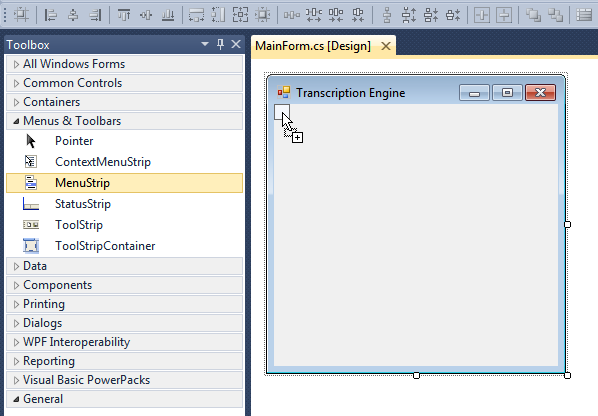 Toolbox
All Windows Forms
Common Controls
Containers
Menus & Toolbars
Pointer
ContextMenuStrip
MenuStrip
StatusStrip
ToolStrip
ToolStripContainer
Data
Components
Printing
Dialogs
WPF Interoperability
Reporting
Visual Basic PowerPacks
General
MainForm.cs [Design]
Transcription Engine